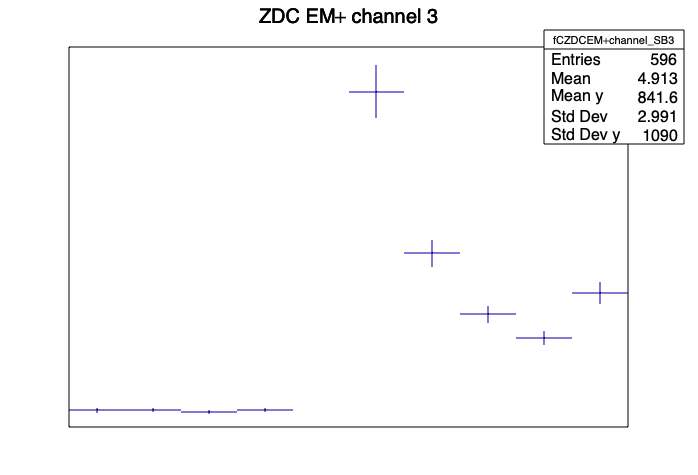 ZDC EM+ channel 3
fCZDCEM+channel_SB3
Entries 596
Mean 4.913
Mean y 841.6
Std Dev 2.991
Std Dev y 1090